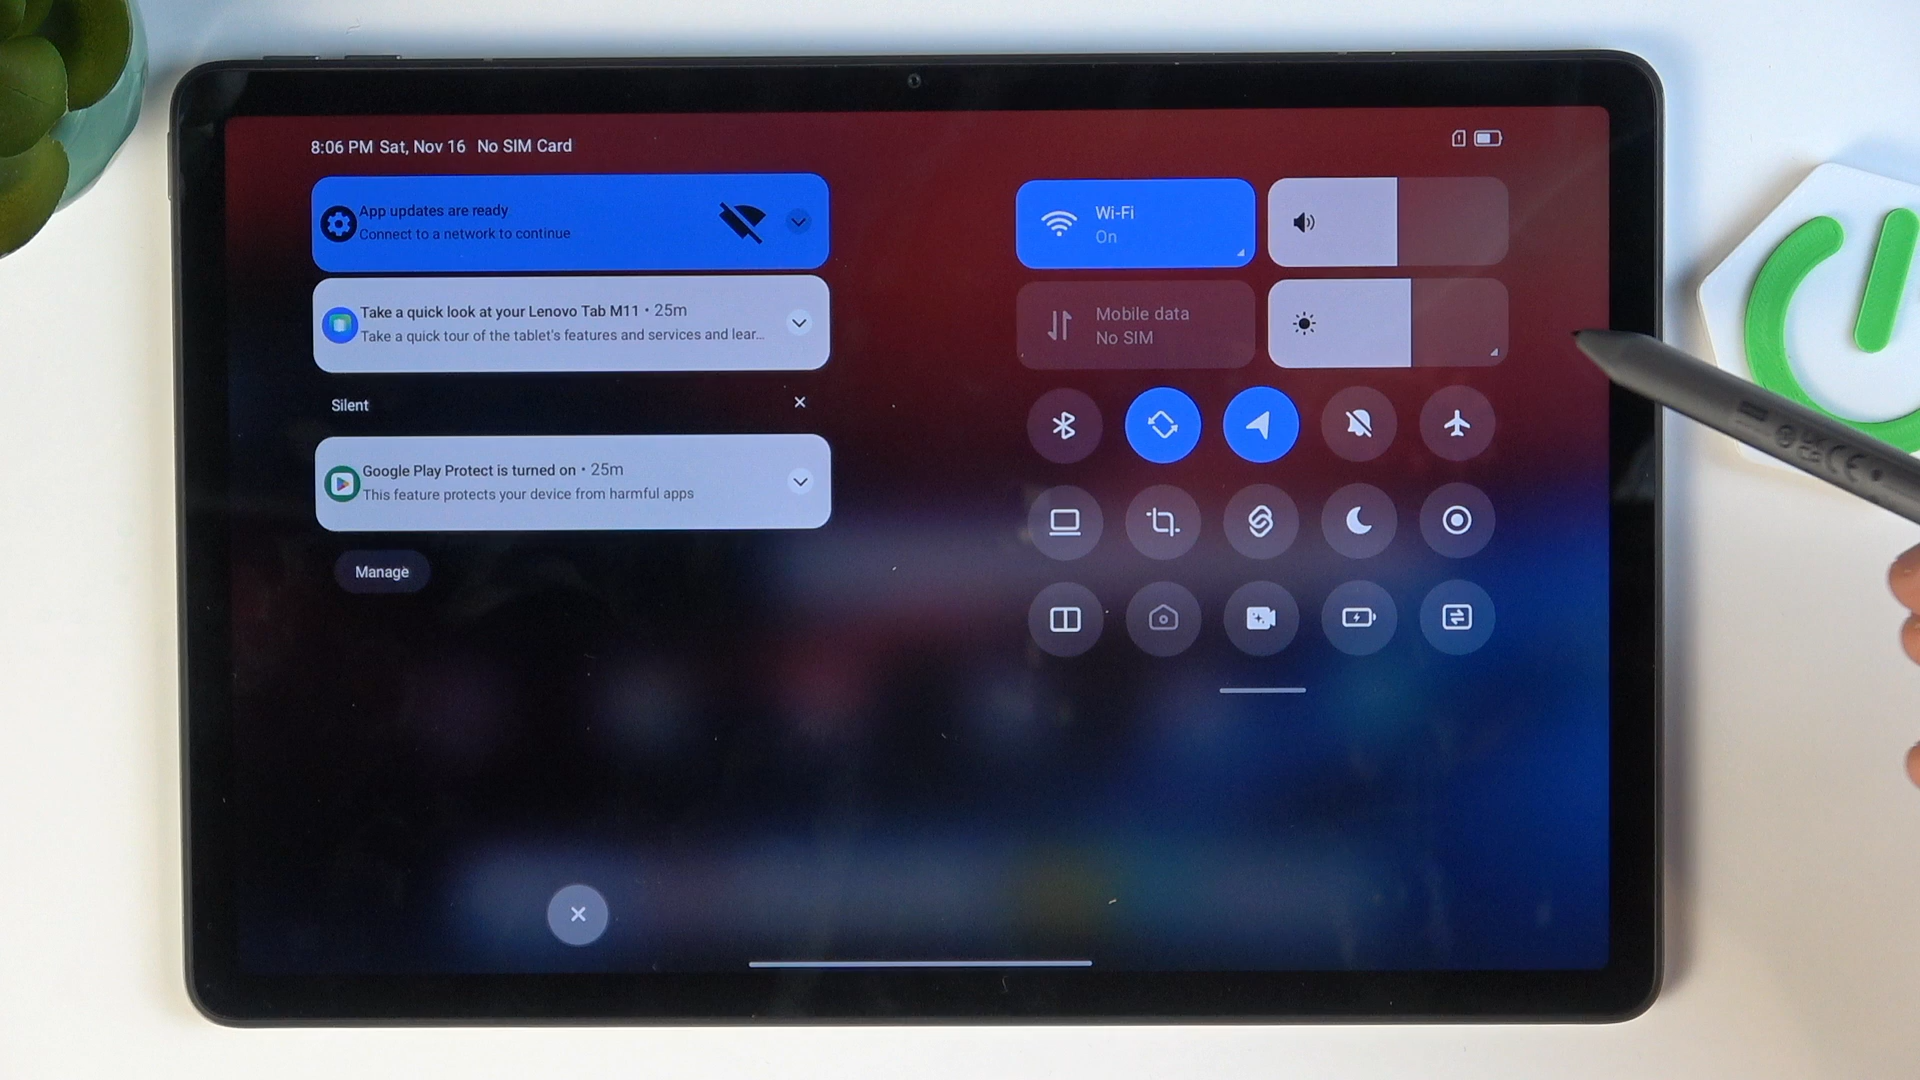 8:06 PM Sat, Nov 16 No SIM Card
App updates are ready
Connect to a network to continue
Take a quick look at your Lenovo Tab M11 • 25m
Take a quick tour of the tablet's features and services and lear...
Silent
Google Play Protect is turned on • 25m
This feature protects your device from harmful apps
Manage
Wi-Fi
On
Mobile data
No SIM